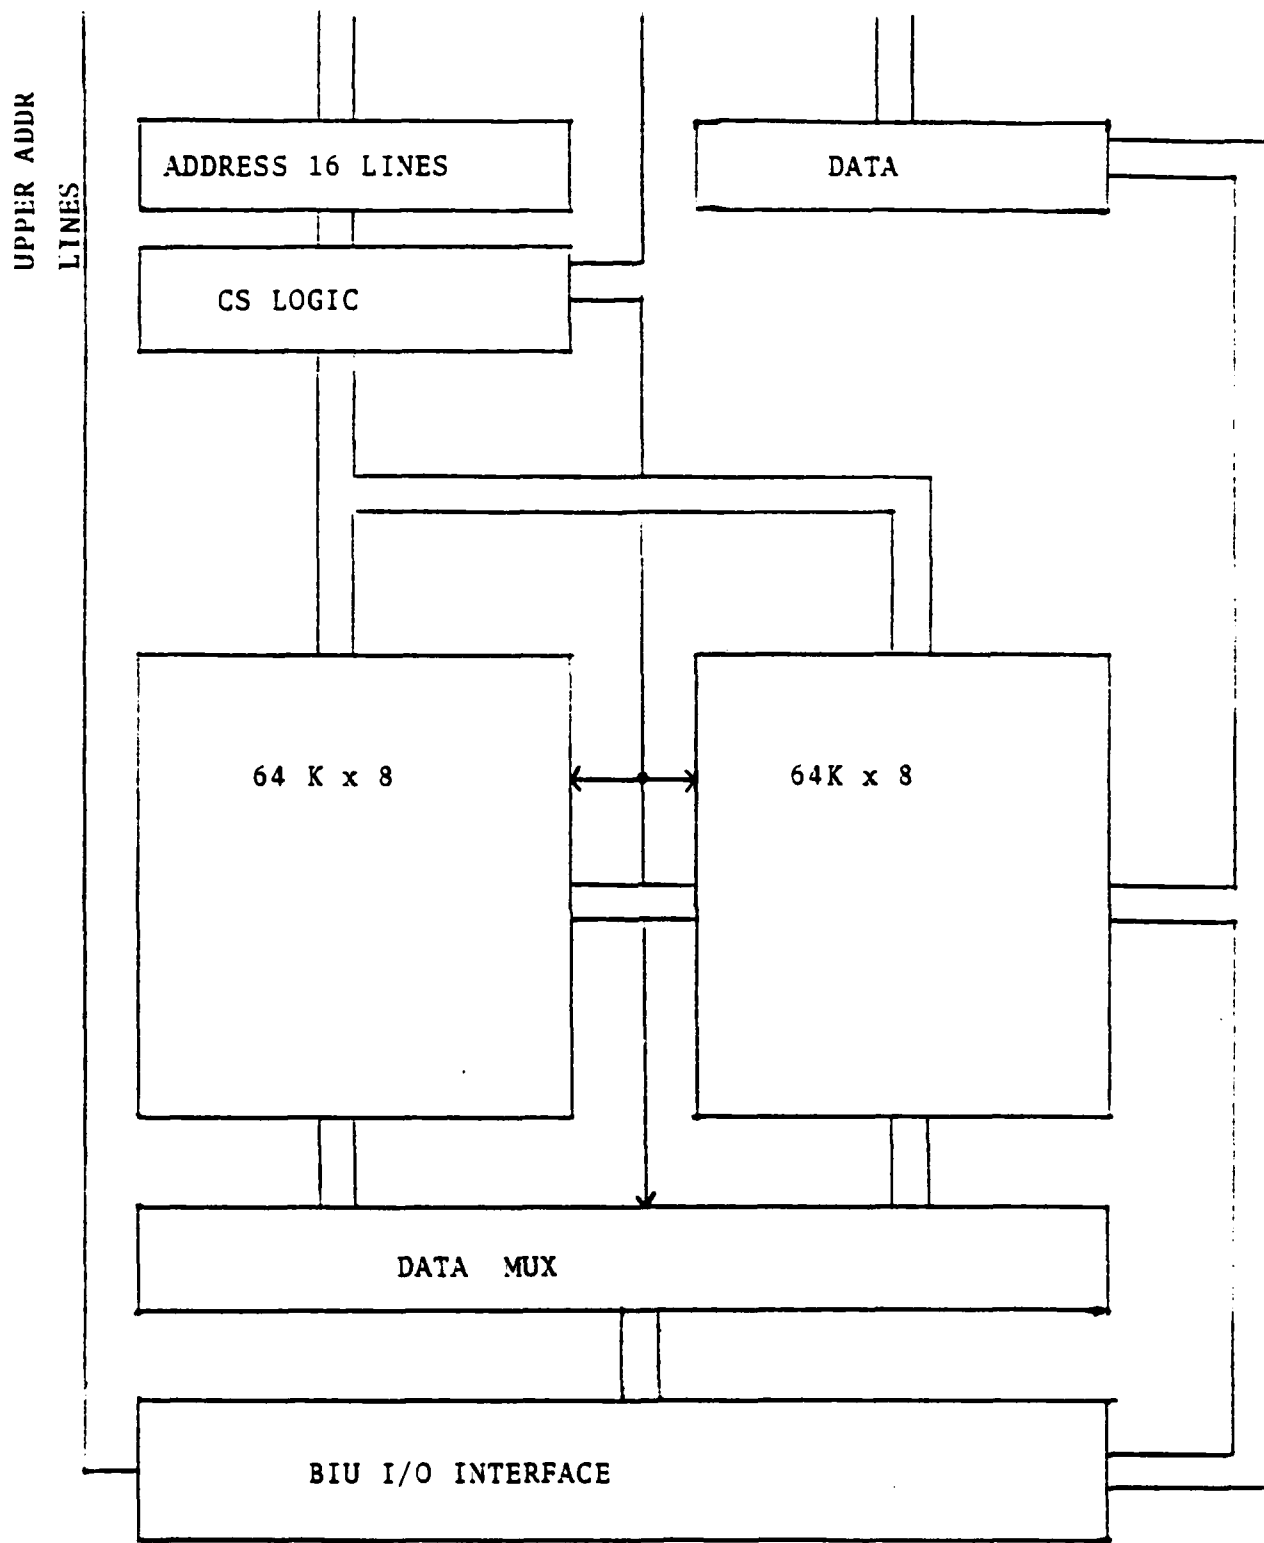 UPPER ADDR
LINES
ADDRESS 16 LINES
DATA
CS LOGIC
64 K x 8
64K x 8
DATA MUX
BIU I/O INTERFACE